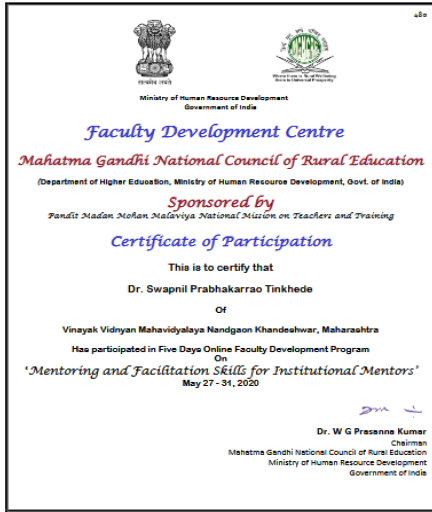 480
सत्यमेव जयते
Ministry of Human Resource Development
Government of India
Faculty Development Centre
Mahatma Gandhi National Council of Rural Education
(Department of Higher Education, Ministry of Human Resource Development, Govt. of India)
Sponsored by
Pandit Madan Mohan Malaviya National Mission on Teachers and Training
Certificate of Participation
This is to certify that
Dr. Swapnil Prabhakarrao Tinkhede
Of
Vinayak Vidnyan Mahavidyalaya Nandgaon Khandeshwar, Maharashtra
Has participated in Five Days Online Faculty Development Program
On
'Mentoring and Facilitation Skills for Institutional Mentors'
May 27 - 31, 2020
Dr. W G Prasanna Kumar
Chairman
Mahatma Gandhi National Council of Rural Education
Ministry of Human Resource Development
Government of India